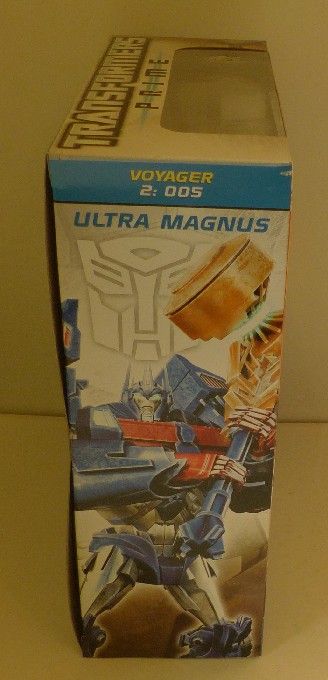 TRANSFORMERS
PRIME
VOYAGER
2: 005
ULTRA MAGNUS